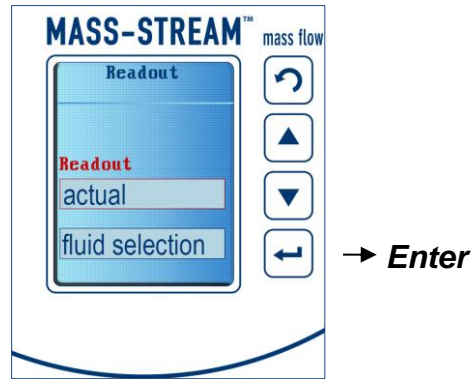 MASS-STREAM™ mass flow
Readout
Readout
actual
fluid selection
Enter